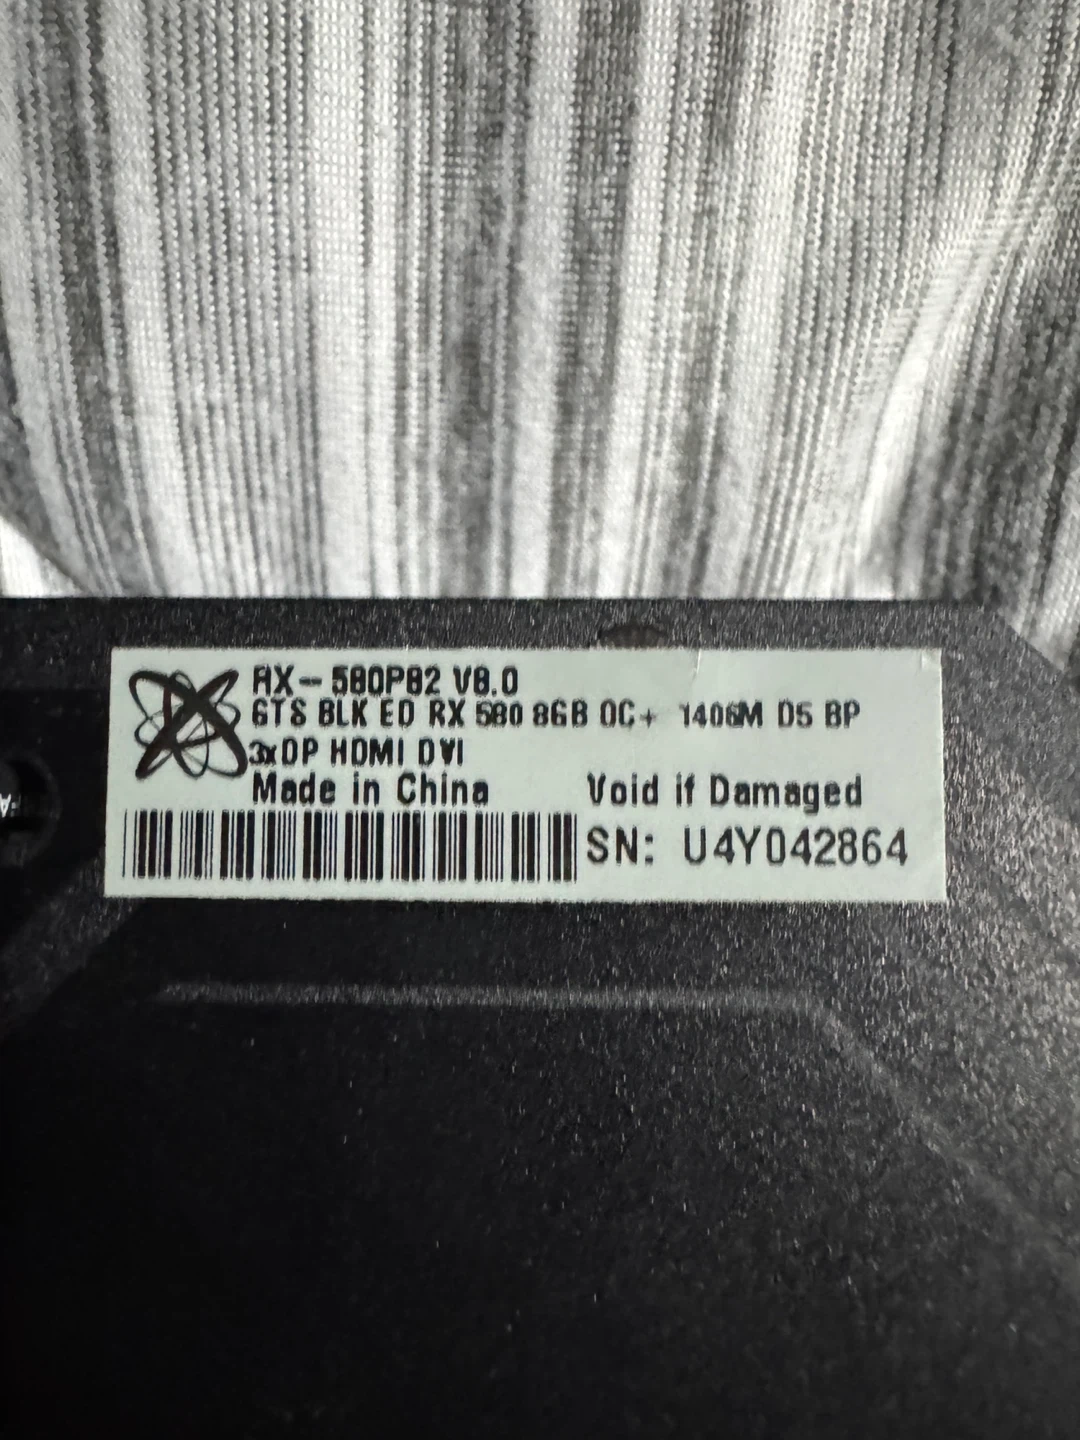 RX-580P82 V8.0
GTS BLK ED RX 580 8GB OC+ 1406M D5 BP
3xDP HDMI DVI
Made in China Void if Damaged
SN: U4Y042864